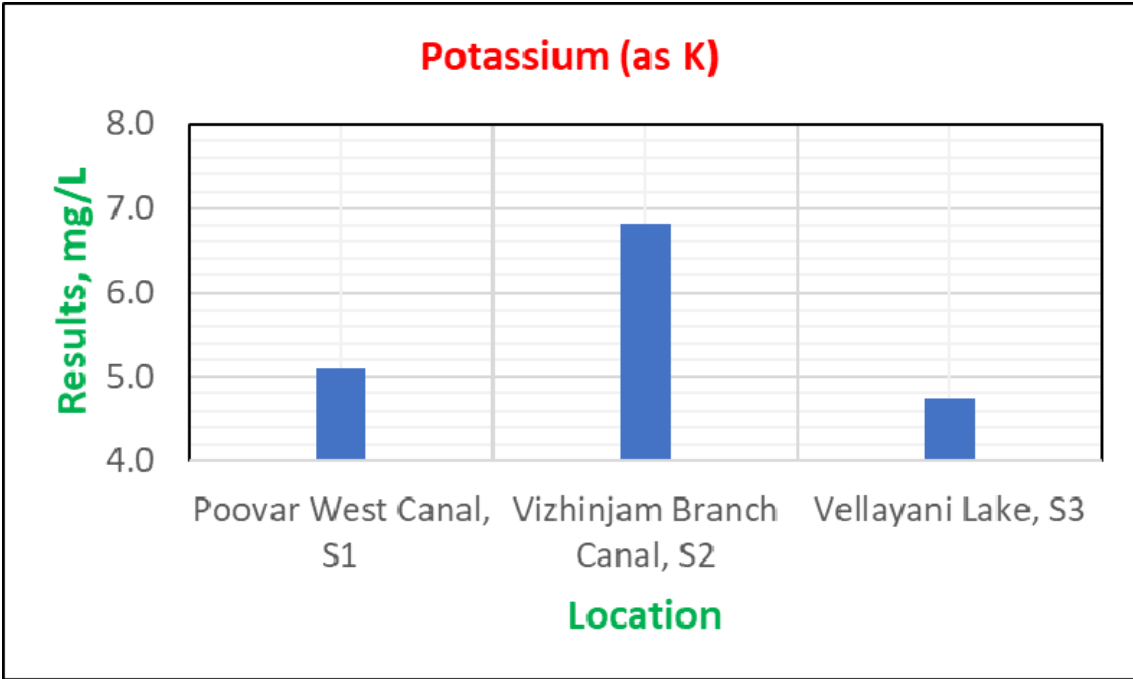 Potassium (as K)
Results, mg/L
8.0
7.0
6.0
5.0
4.0
Poovar West Canal,
S1
Vizhinjam Branch
Canal, S2
Vellayani Lake, S3
Location